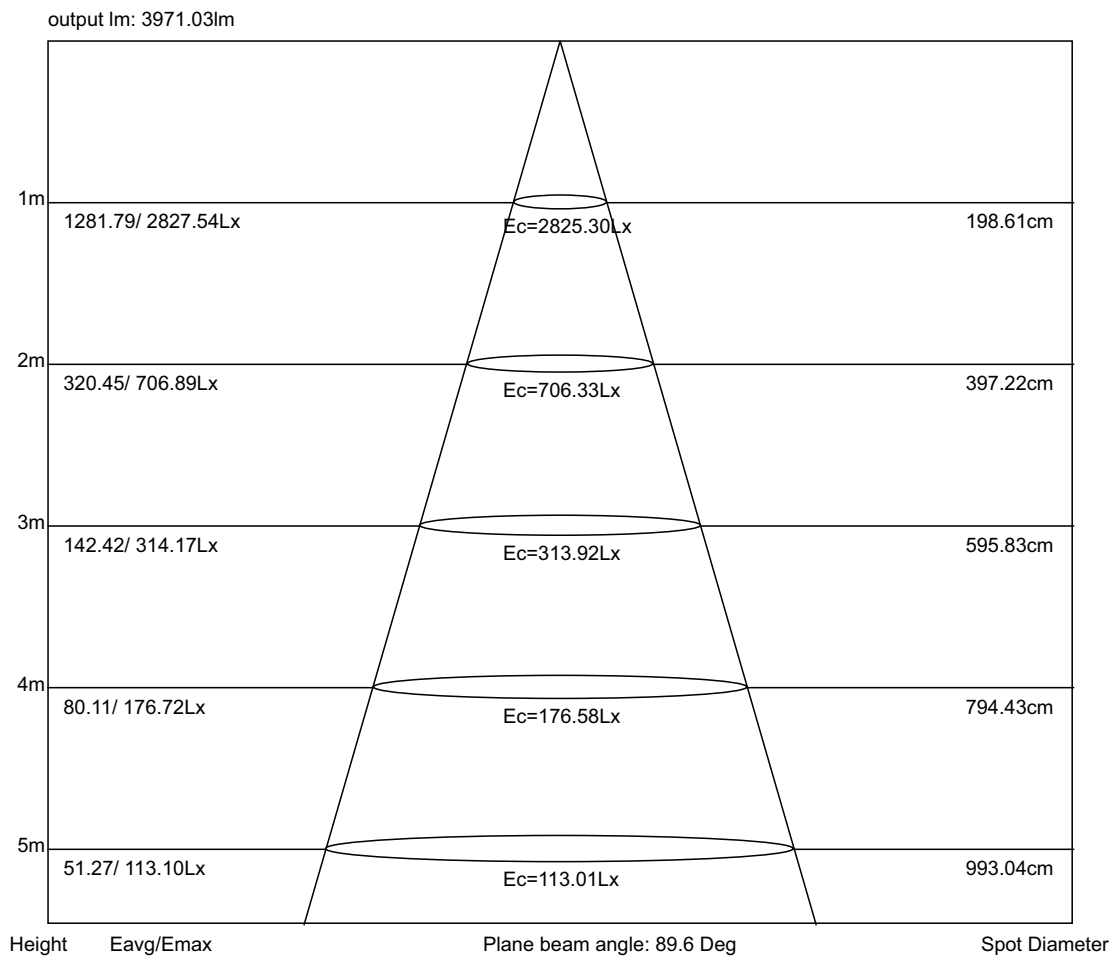 output lm: 3971.03lm
1m
1281.79/ 2827.54Lx
Ec=2825.30Lx
198.61cm
2m
320.45/ 706.89Lx
Ec=706.33Lx
397.22cm
3m
142.42/ 314.17Lx
Ec=313.92Lx
595.83cm
4m
80.11/ 176.72Lx
Ec=176.58Lx
794.43cm
5m
51.27/ 113.10Lx
Ec=113.01Lx
993.04cm
Height
Eavg/Emax
Plane beam angle: 89.6 Deg
Spot Diameter